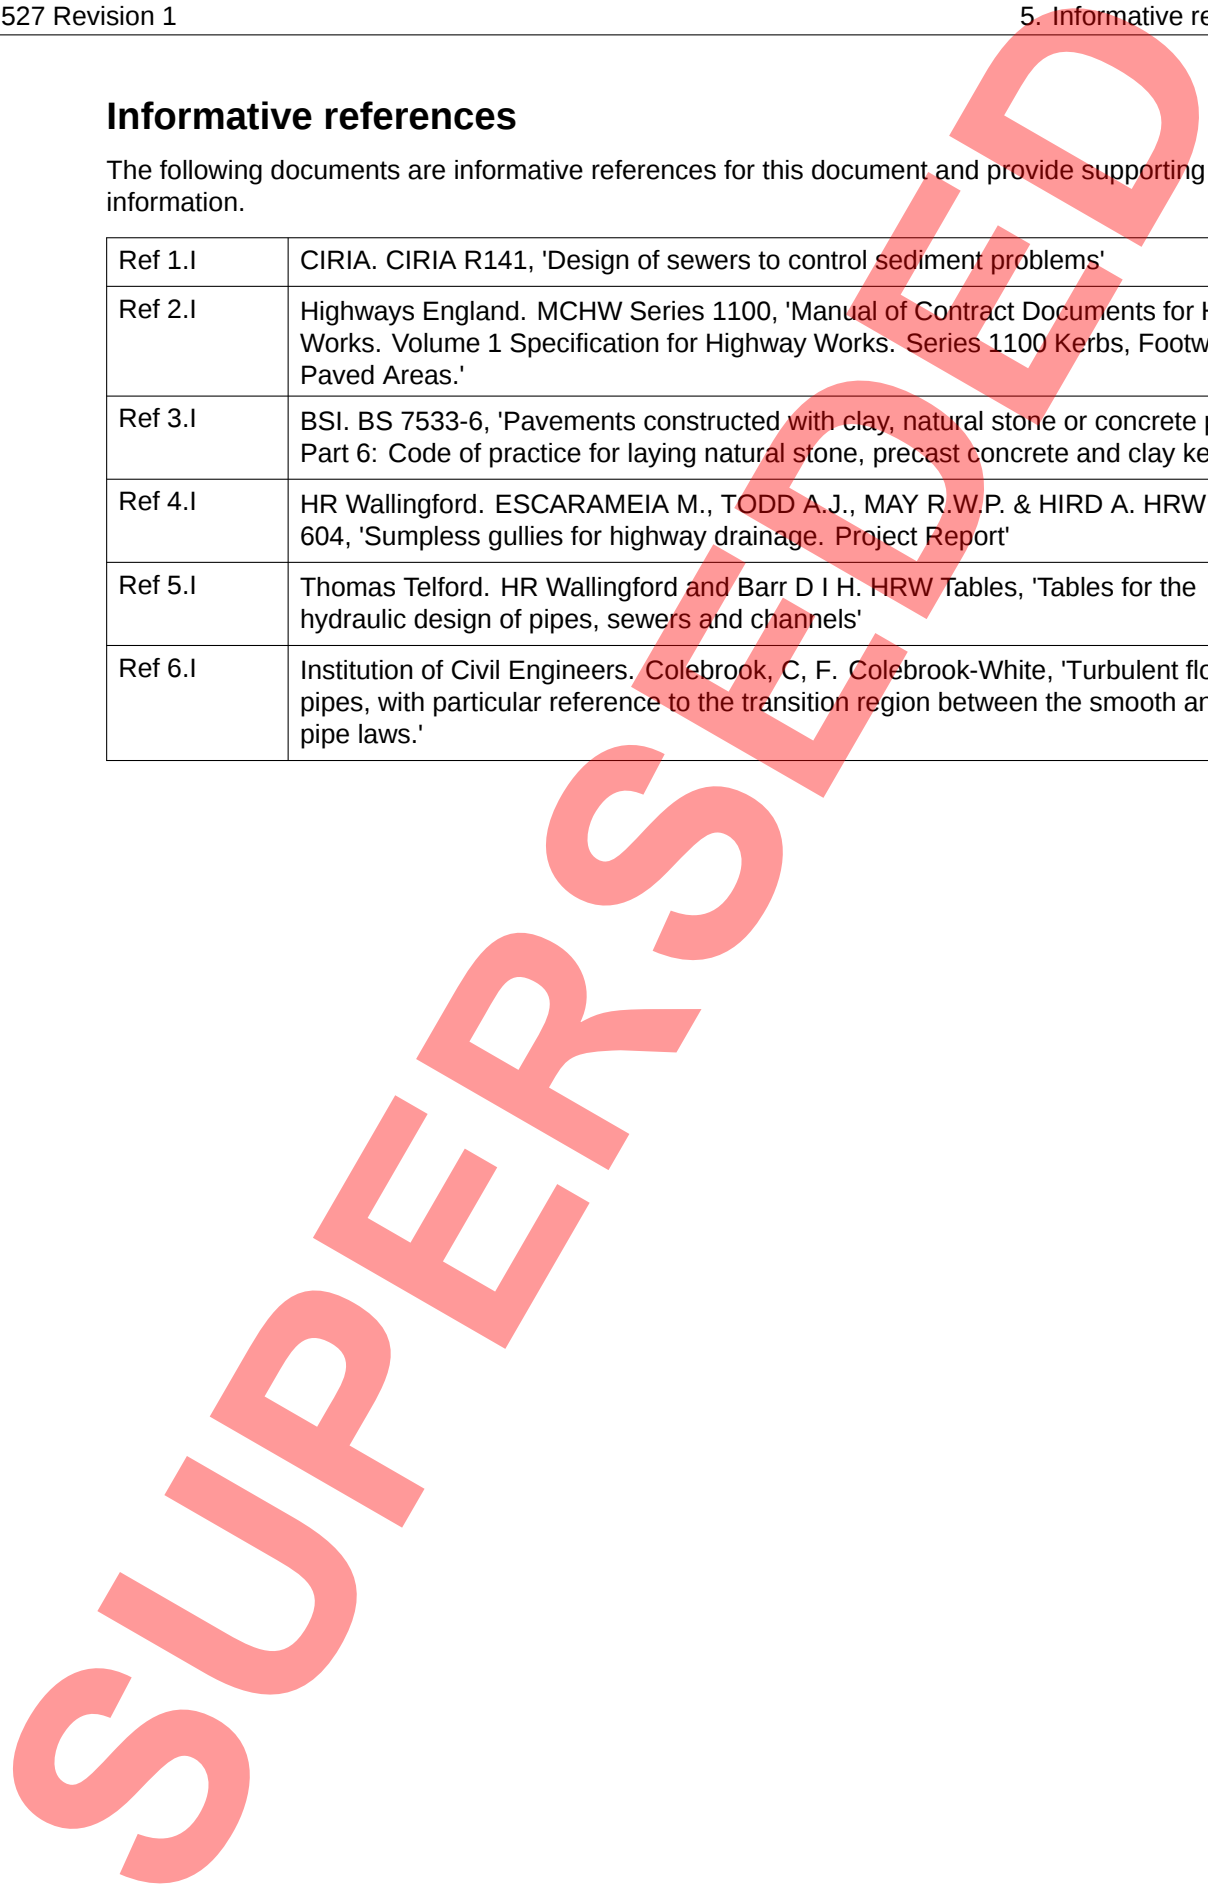 527 Revision 1
5. Informative
Informative references
The following documents are informative references for this document and provide supporting
information.
Ref 1.I
CIRIA. CIRIA R141, 'Design of sewers to control sediment problems'
Ref 2.I
Highways England. MCHW Series 1100, 'Manual of Contract Documents for
Works. Volume 1 Specification for Highway Works. Series 1100 Kerbs,
Paved Areas.'
Ref 3.I
BSI. BS 7533-6, 'Pavements constructed with clay, natural stone or concrete
Part 6: Code of practice for laying natural stone, precast concrete and clay
Ref 4.I
HR Wallingford. ESCARAMEIA M., TODD A.J., MAY R.W.P. & HIRD A. HRW
604, 'Sumpless gullies for highway drainage. Project Report'
Ref 5.I
Thomas Telford. HR Wallingford and Barr D I H. HRW Tables, 'Tables for the
hydraulic design of pipes, sewers and channels'
Ref 6.I
Institution of Civil Engineers. Colebrook, C, F. Colebrook-White, 'Turbulent
pipes, with particular reference to the transition region between the smooth
pipe laws.'
SUPERSEDED